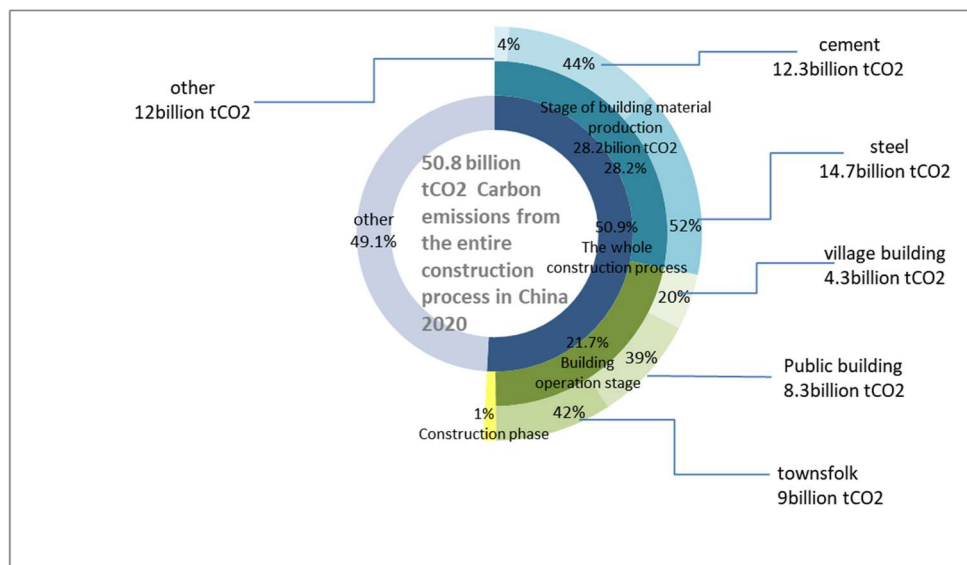 4%
44%
cement
12.3billion tCO2
other
12billion tCO2
Stage of building material
production
28.2bilion tCO2
28.2%
steel
14.7billion tCO2
50.8 billion
tCO2 Carbon
emissions from
the entire
construction
process in China
2020
other
49.1%
50.9%
The whole
construction process
52%
village building
4.3billion tCO2
20%
21.7%
Building
operation stage
39%
Public building
8.3billion tCO2
1%
Construction phase
42%
townsfolk
9billion tCO2